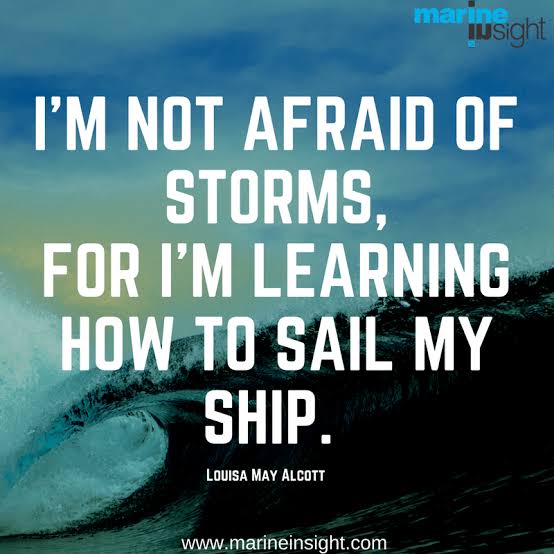 marine
insight
I'M NOT AFRAID OF
STORMS,
FOR I'M LEARNING
HOW TO SAIL MY
SHIP.
LOUISA MAY ALCOTT
www.marineinsight.com